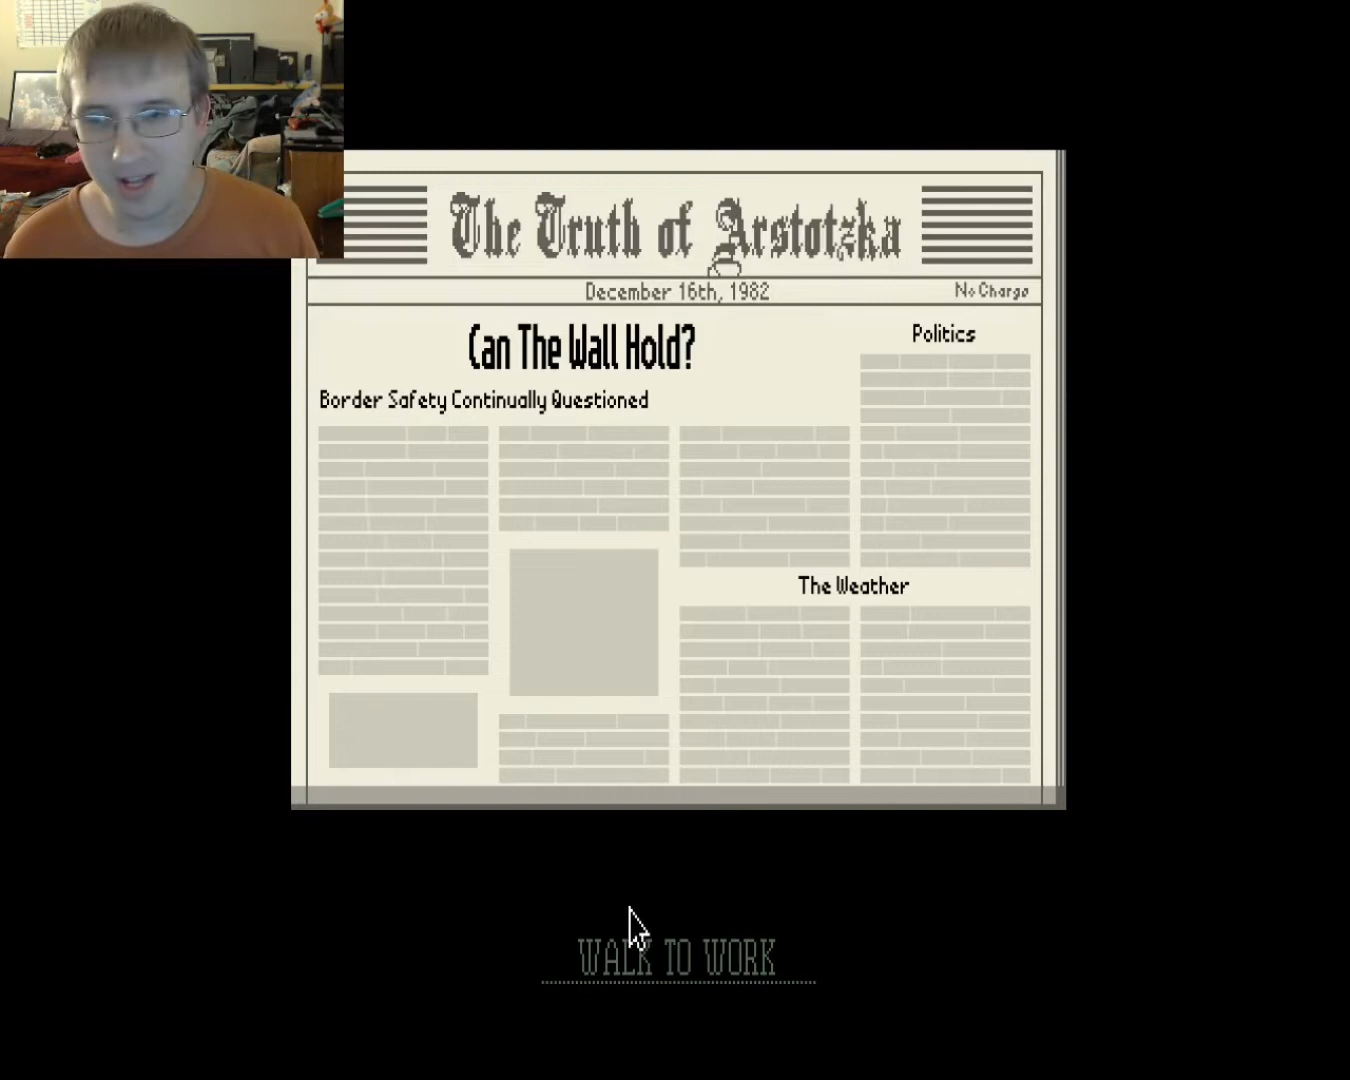 The Truth of Arstotzka
December 16th, 1982
No Charge
Can The Wall Hold?
Border Safety Continually Questioned
Politics
The Weather
WALK TO WORK